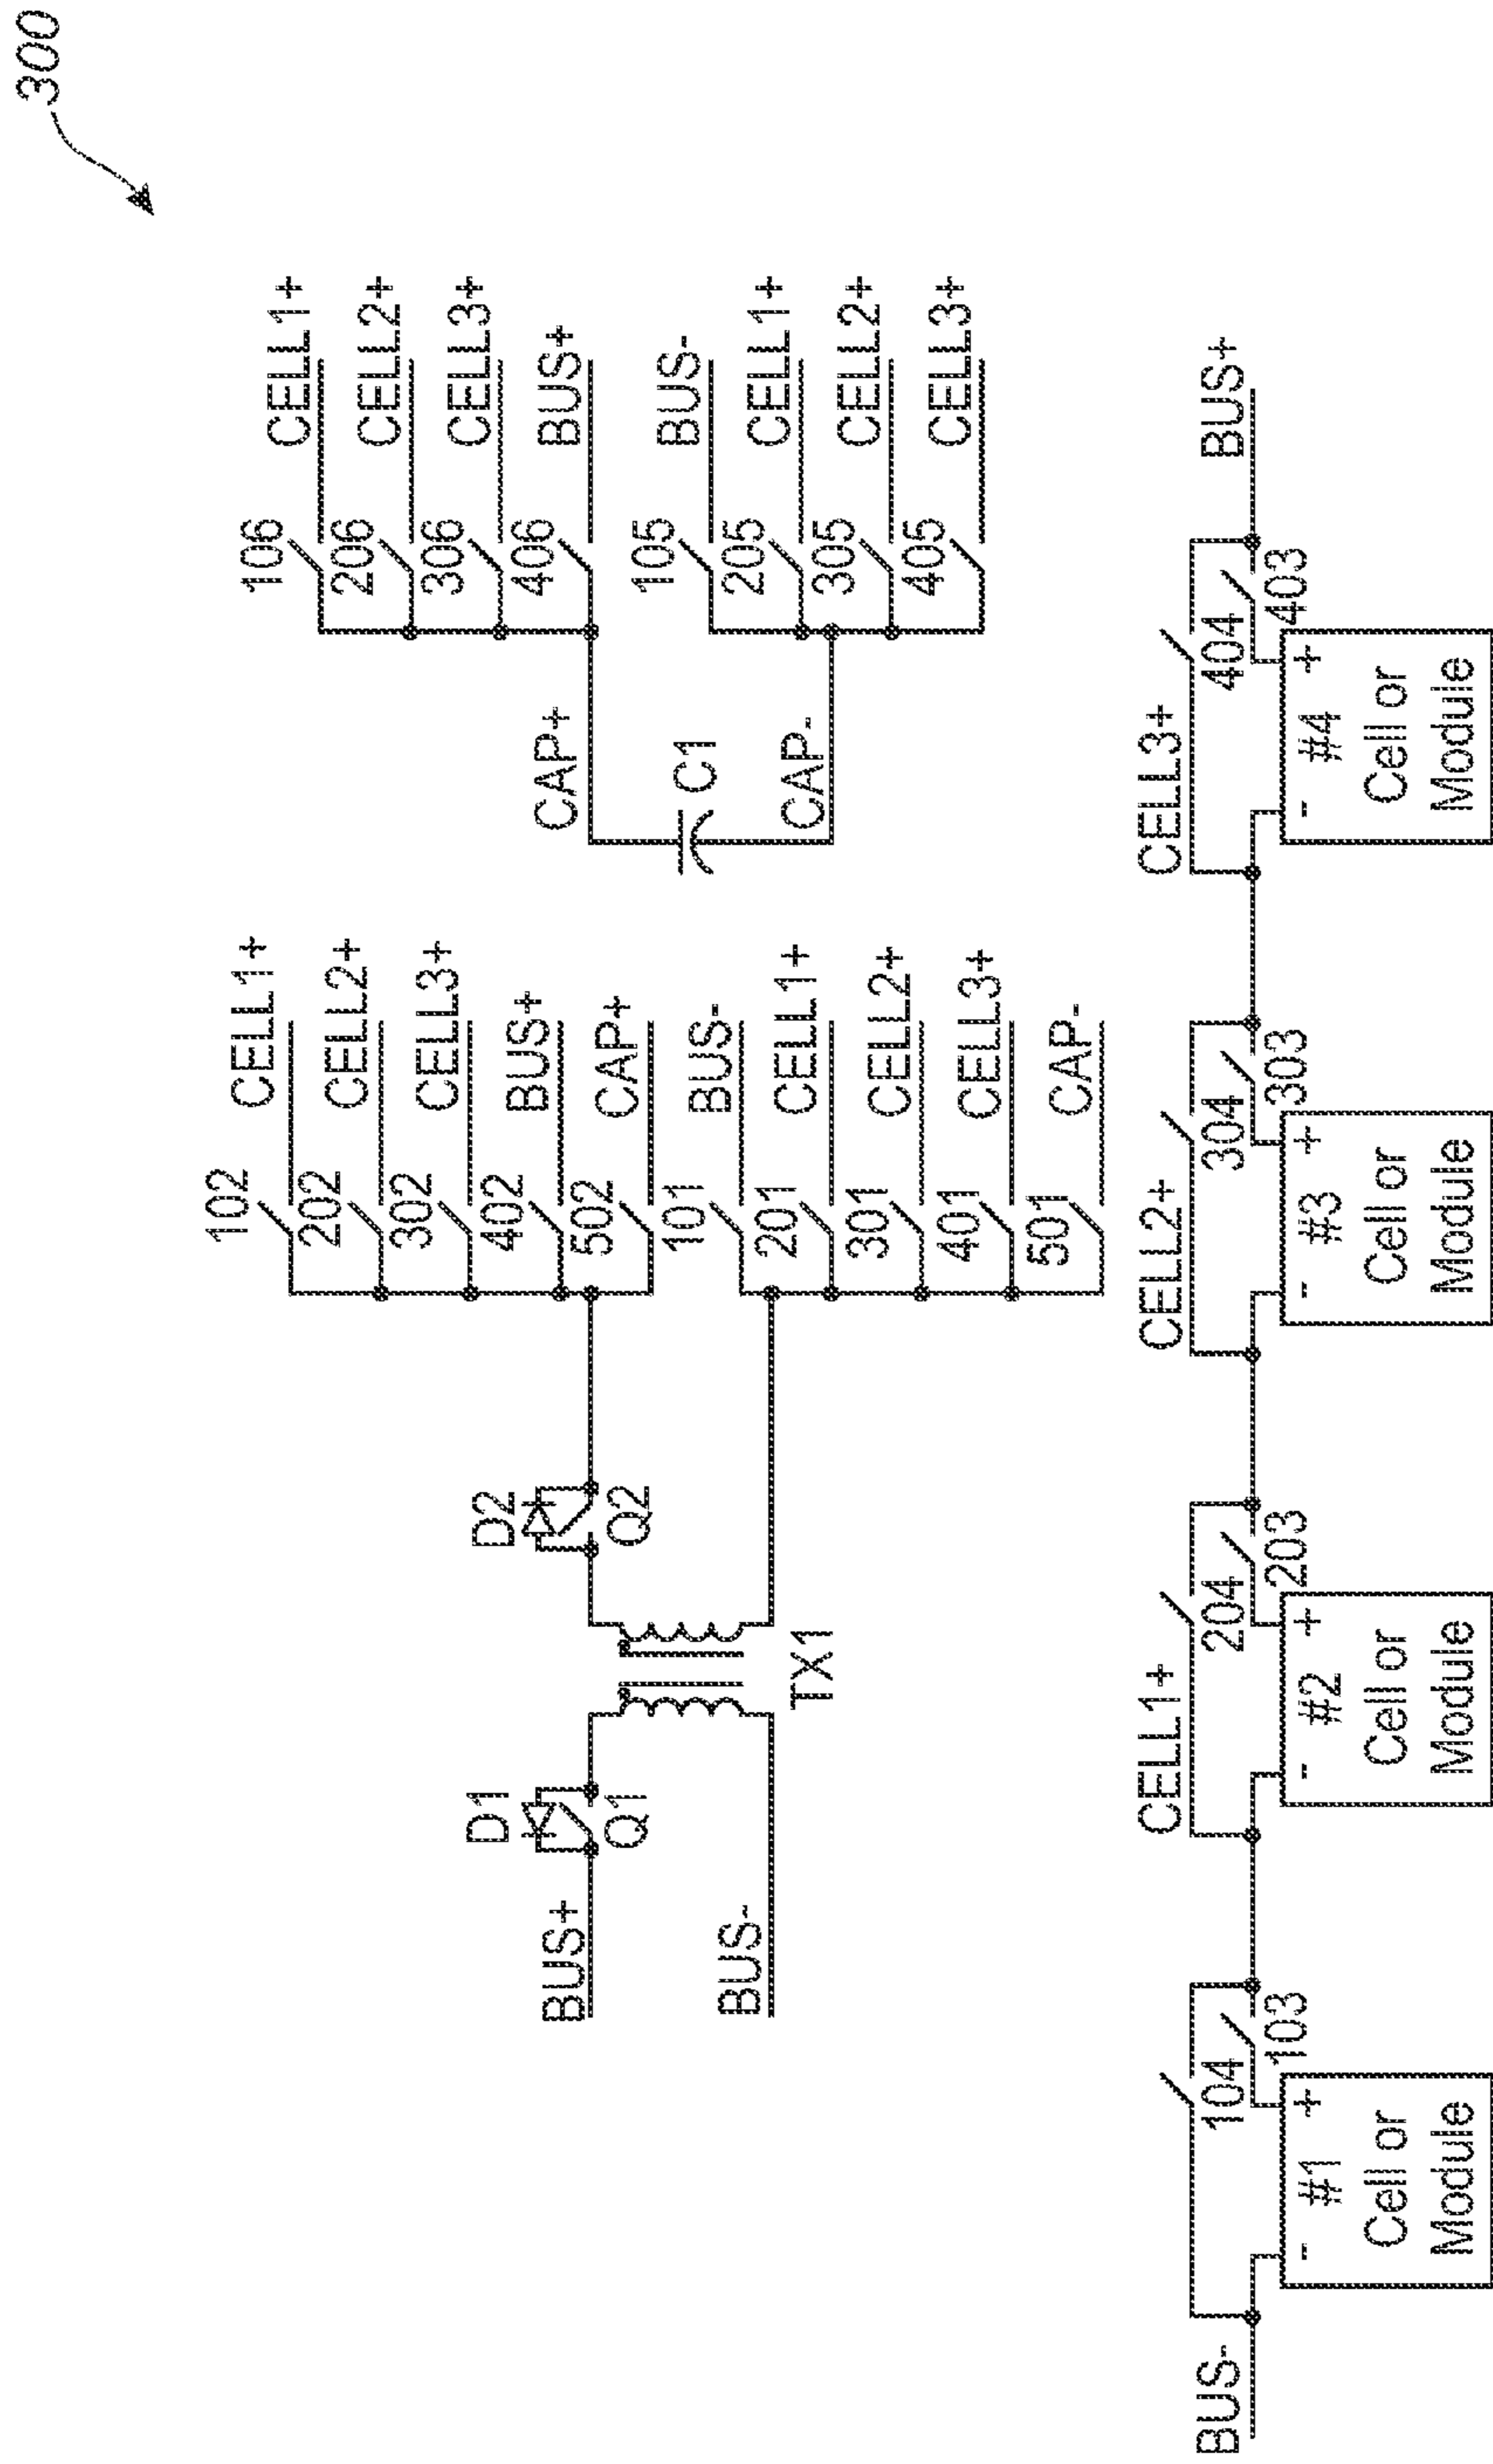 300
106 CELL1+
206 CELL2+
306 CELL3+
406 BUS+
105 BUS-
205 CELL1+
305 CELL2+
405 CELL3+
CAP+
C1
CAP-
102 CELL1+
202 CELL2+
302 CELL3+
402 BUS+
502 CAP+
101 BUS-
201 CELL1+
301 CELL2+
401 CELL3+
501 CAP-
D2
Q2
TX1
D1
Q1
BUS+
BUS-
BUS-
104
103
- #1 +
Cell or
Module
CELL1+
204
203
- #2 +
Cell or
Module
CELL2+
304
303
- #3 +
Cell or
Module
CELL3+
404
403
- #4 +
Cell or
Module
BUS+